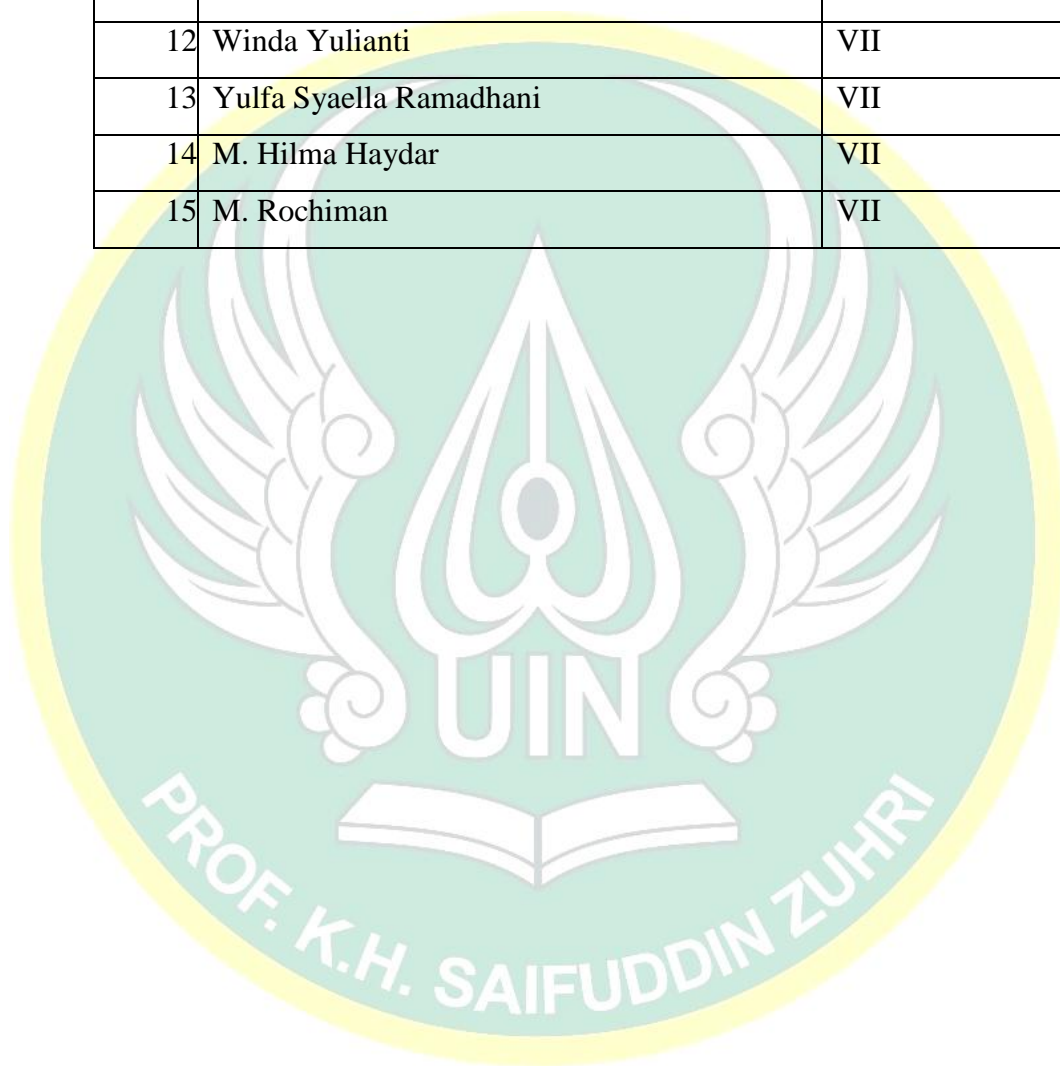 12 Winda Yulianti VII
13 Yulfa Syaella Ramadhani VII
14 M. Hilma Haydar VII
15 M. Rochiman VII
UIN
PROF. K.H. SAIFUDDIN ZUHRI